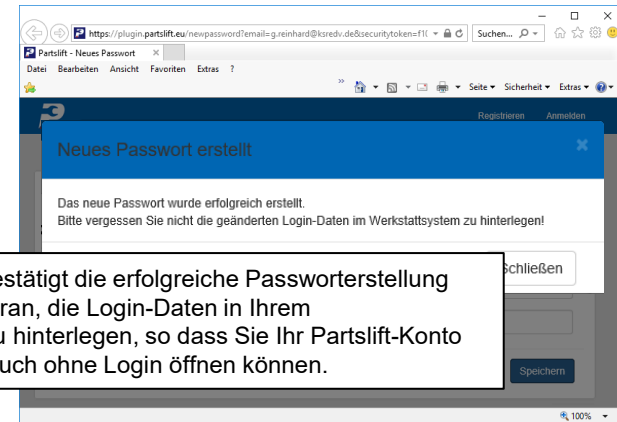 https://plugin.partslift.eu/newpassword?email=g.reinhard@ksredv.de&securitytoken=f1(
Suchen...
Partslift - Neues Passwort
Datei Bearbeiten Ansicht Favoriten Extras ?
Seite Sicherheit Extras
Registrieren Anmelden
Neues Passwort erstellt
Das neue Passwort wurde erfolgreich erstellt.
Bitte vergessen Sie nicht die geänderten Login-Daten im Werkstattsystem zu hinterlegen!
Schließen
estätigt die erfolgreiche Passworterstellung
ran, die Login-Daten in Ihrem
u hinterlegen, so dass Sie Ihr Partslift-Konto
uch ohne Login öffnen können.
Speichern
100%